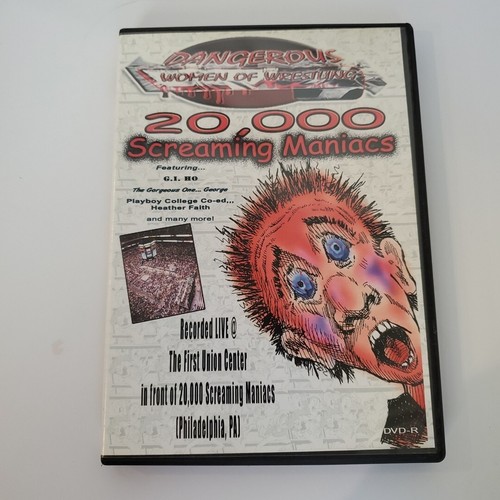 DANGEROUS
WOMEN OF WRESTLING
20,000
Screaming Maniacs
Featuring...
G.I. HO
The Gorgeous One... George
Playboy College Co-ed,,,
Heather Faith
and many more!
Recorded LIVE @
The First Union Center
in front of 20,000 Screaming Maniacs
(Philadelphia, PA)
DVD-R